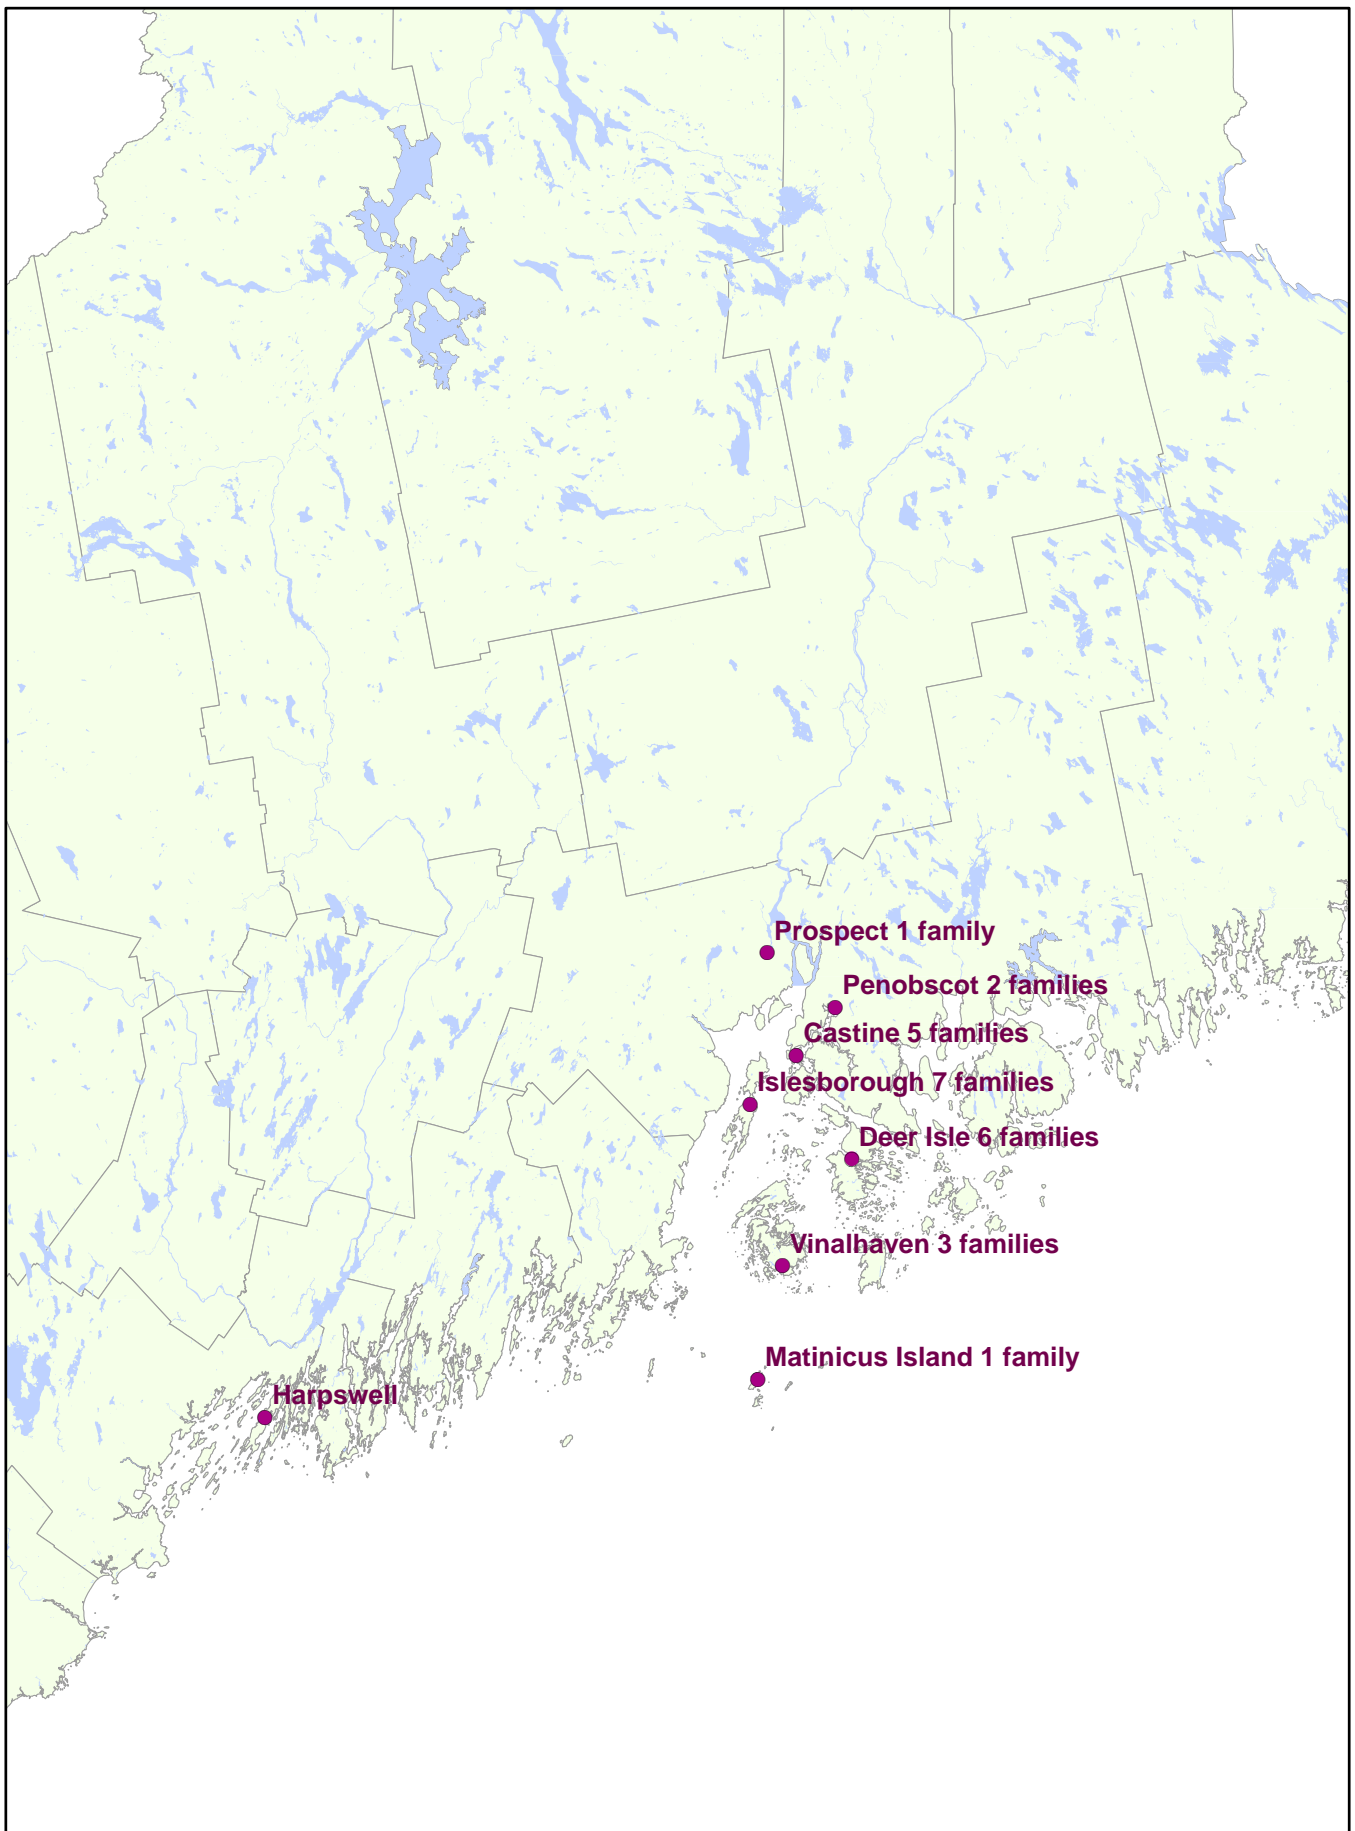 Prospect 1 family
Penobscot 2 families
Castine 5 families
Islesborough 7 families
Deer Isle 6 families
Vinalhaven 3 families
Matinicus Island 1 family
Harpswell